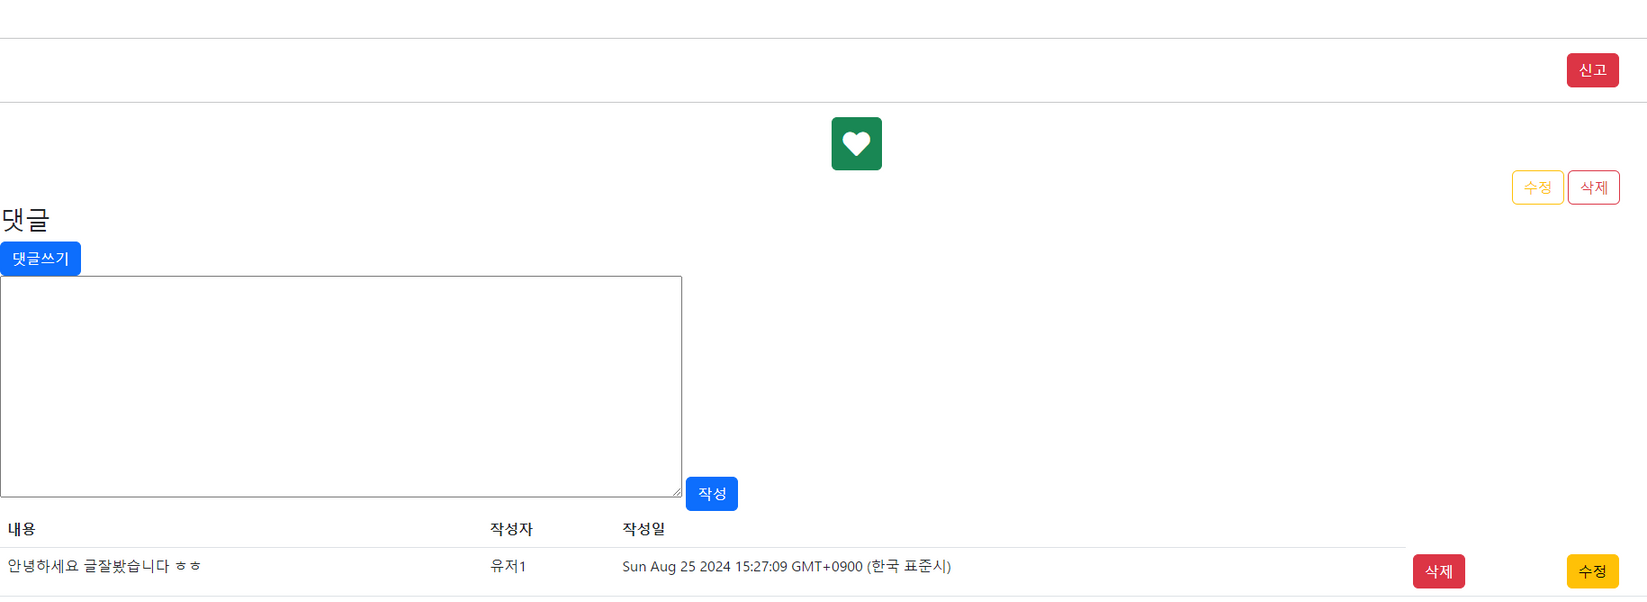 신고
수정 삭제
댓글
댓글쓰기
작성
내용 작성자 작성일
안녕하세요 글잘봤습니다 ㅎㅎ 유저1 Sun Aug 25 2024 15:27:09 GMT+0900 (한국 표준시) 삭제 수정